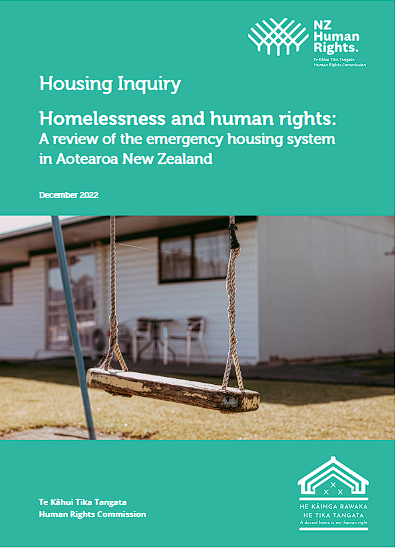 NZ
Human
Rights.
Te Kāhui Tika Tangata
Human Rights Commission
Housing Inquiry
Homelessness and human rights:
A review of the emergency housing system
in Aotearoa New Zealand
December 2022
Te Kāhui Tika Tangata
Human Rights Commission
HE KĀINGA RAWAKA
HE TIKA TANGATA
A decent home is our human right